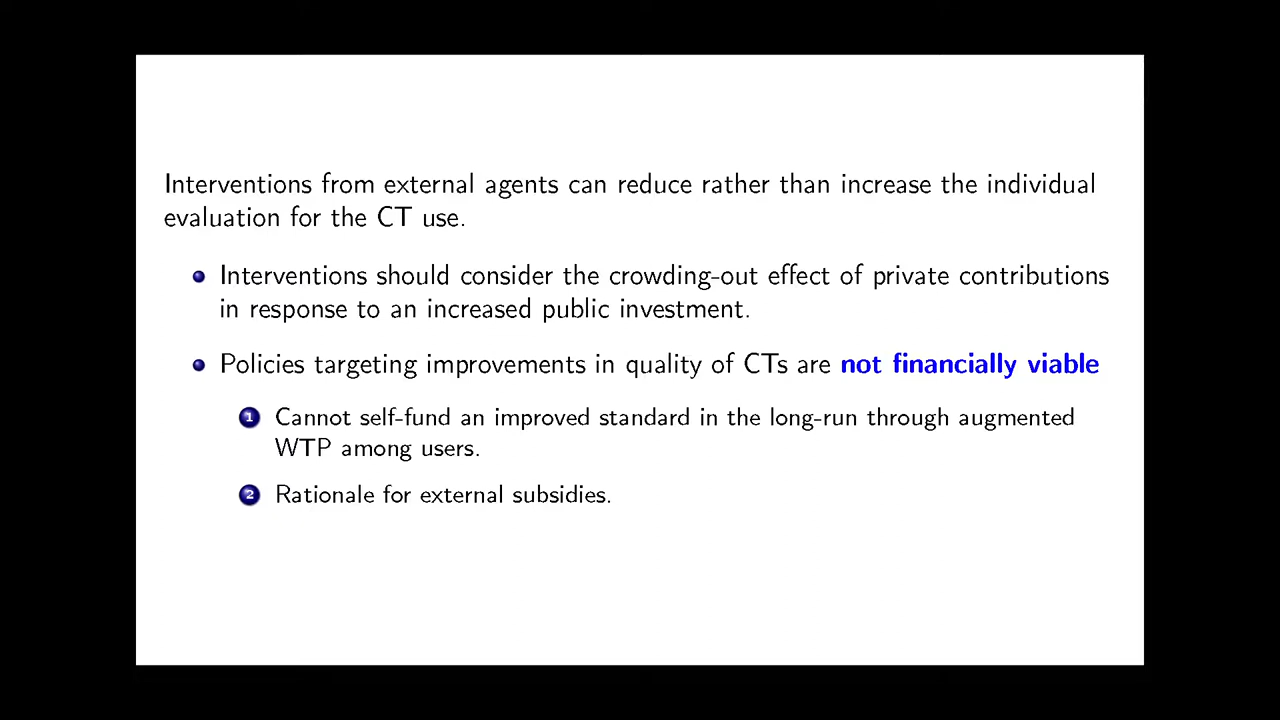 Interventions from external agents can reduce rather than increase the individual
evaluation for the CT use.
Interventions should consider the crowding-out effect of private contributions
in response to an increased public investment.
Policies targeting improvements in quality of CTs are not financially viable
1 Cannot self-fund an improved standard in the long-run through augmented
WTP among users.
2 Rationale for external subsidies.